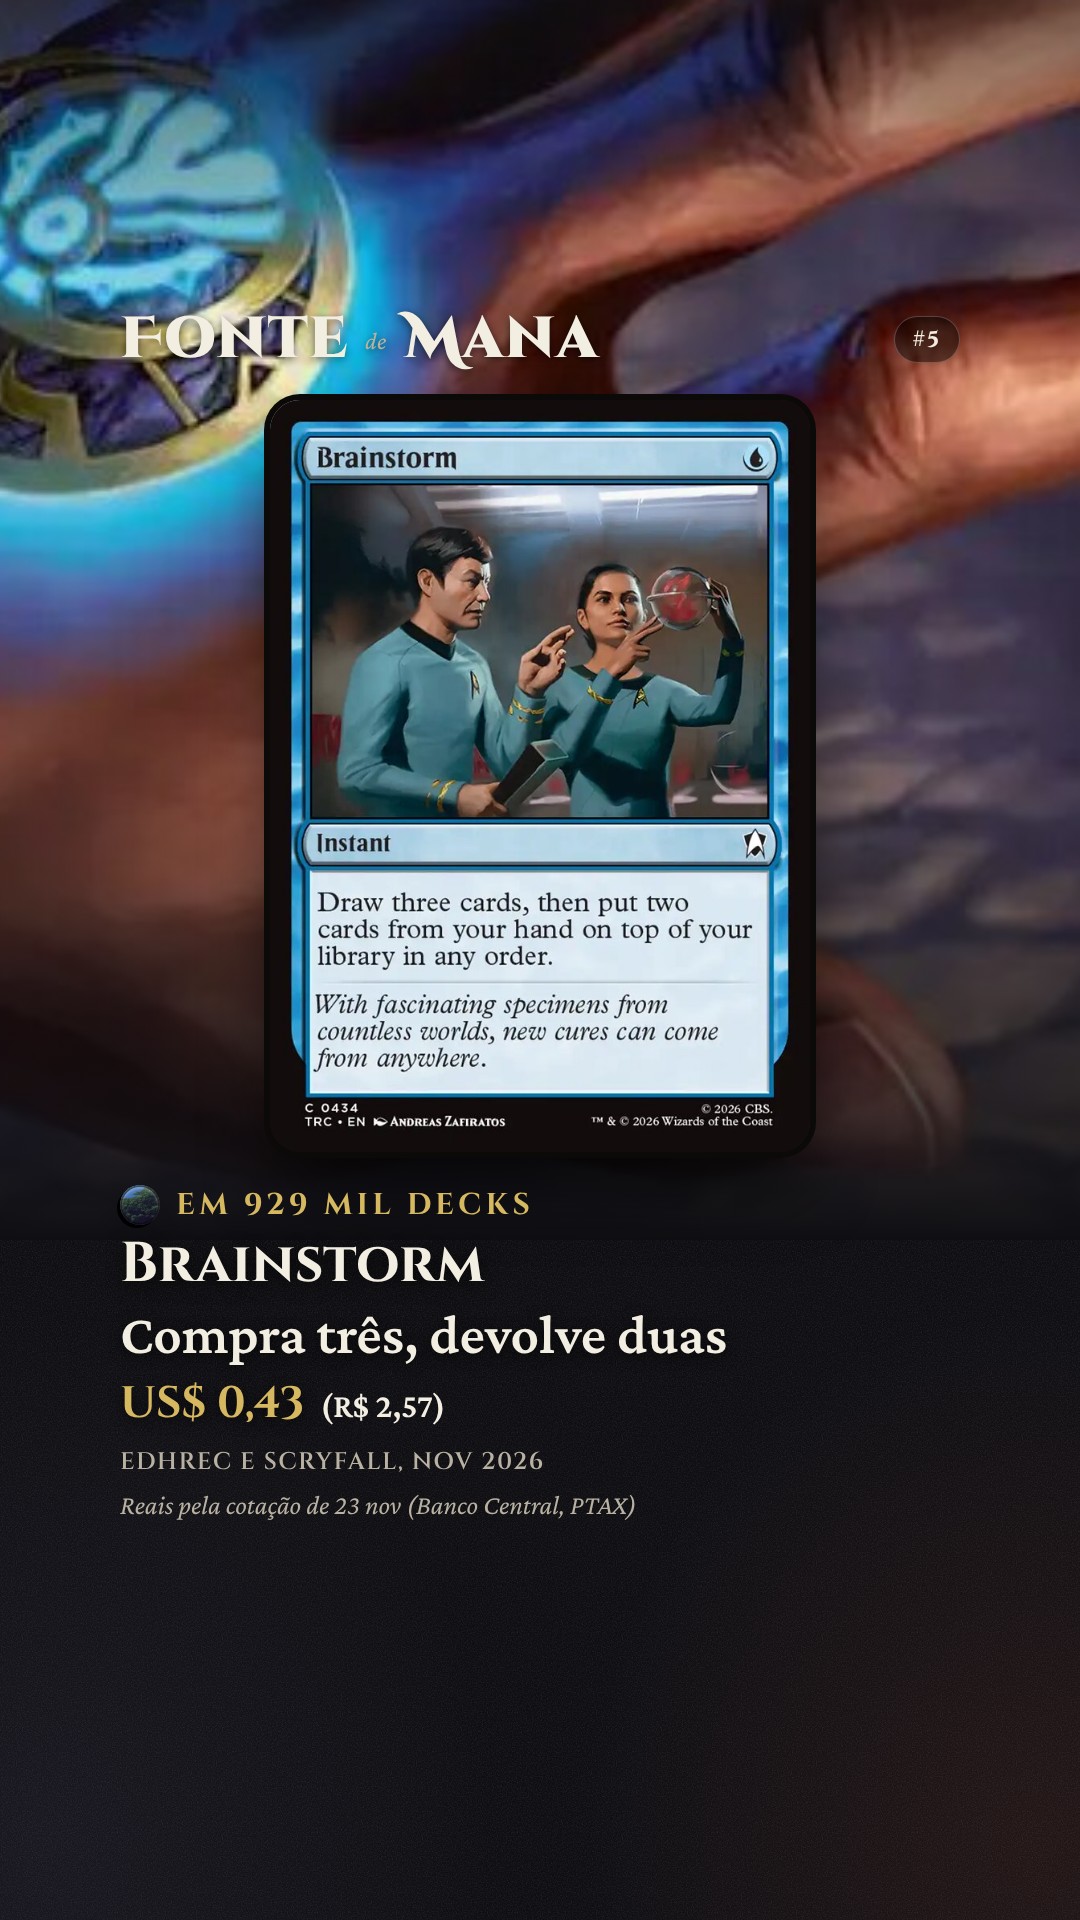 Fonte de Mana
#5
Brainstorm
Instant
Draw three cards, then put two
cards from your hand on top of your
library in any order.
With fascinating specimens from
countless worlds, new cures can come
from anywhere.
C 0434
TRC • EN Andreas Zafiratos
© 2026 CBS.
™ & © 2026 Wizards of the Coast
EM 929 MIL DECKS
Brainstorm
Compra três, devolve duas
US$ 0,43 (R$ 2,57)
EDHREC E SCRYFALL, NOV 2026
Reais pela cotação de 23 nov (Banco Central, PTAX)